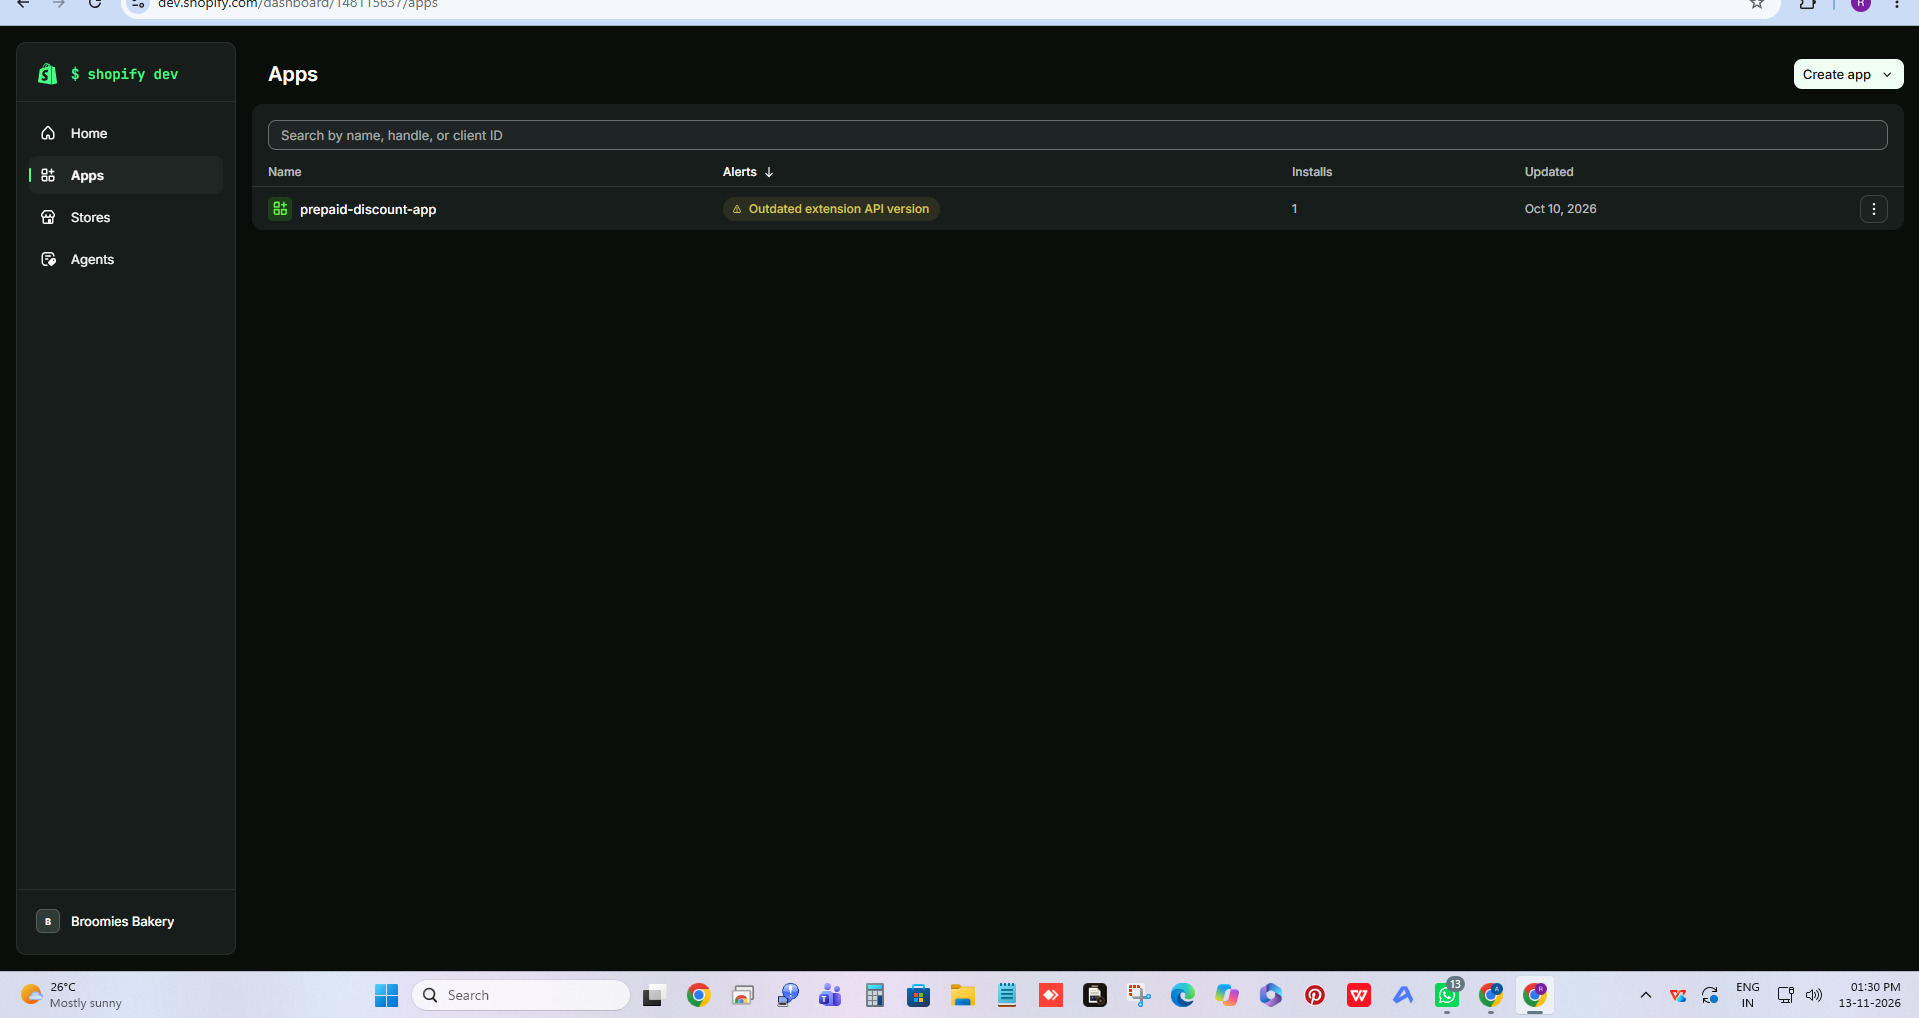 dev.shopify.com/dashboard/148115637/apps
$ shopify dev
Home
Apps
Stores
Agents
B Broomies Bakery
Apps
Create app
Search by name, handle, or client ID
Name Alerts Installs Updated
prepaid-discount-app Outdated extension API version 1 Oct 10, 2026
26°C
Mostly sunny
Search
13
ENG
IN
01:30 PM
13-11-2026